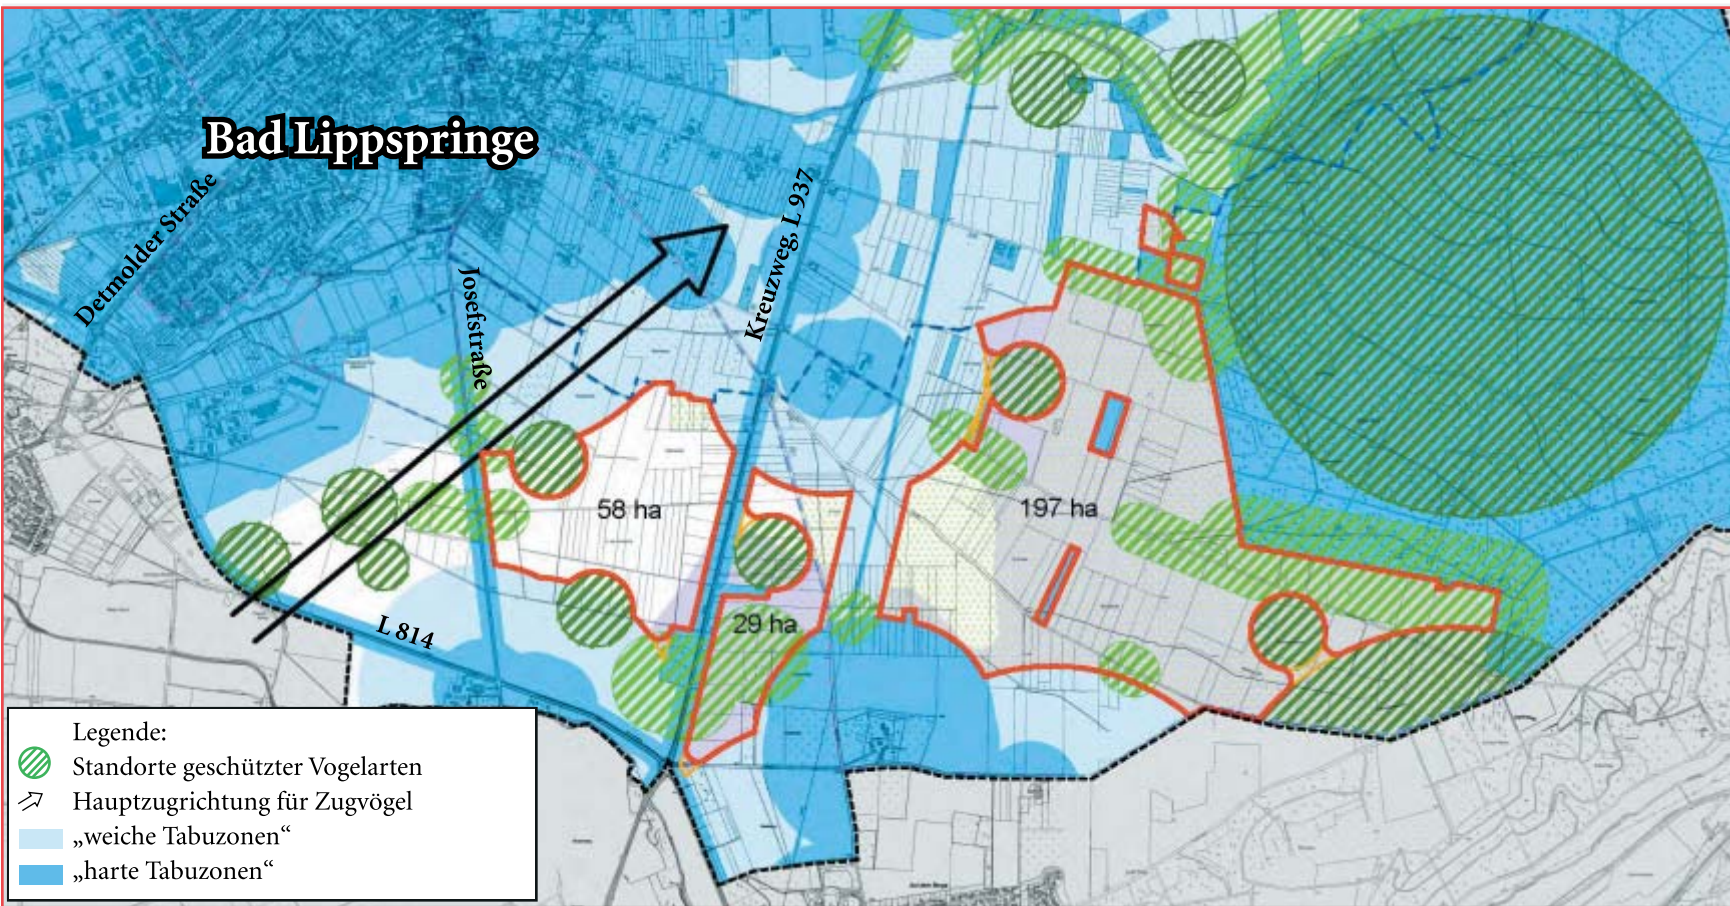 Bad Lippspringe
Detmolder Straße
Josefstraße
Kreuzweg, L 937
58 ha
197 ha
29 ha
L 814
Legende:
Standorte geschützter Vogelarten
Hauptzugrichtung für Zugvögel
„weiche Tabuzonen“
„harte Tabuzonen“